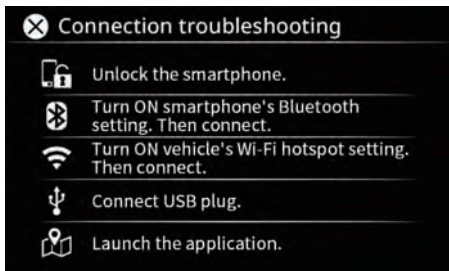 Connection troubleshooting
Unlock the smartphone.
Turn ON smartphone's Bluetooth
setting. Then connect.
Turn ON vehicle's Wi-Fi hotspot setting.
Then connect.
Connect USB plug.
Launch the application.